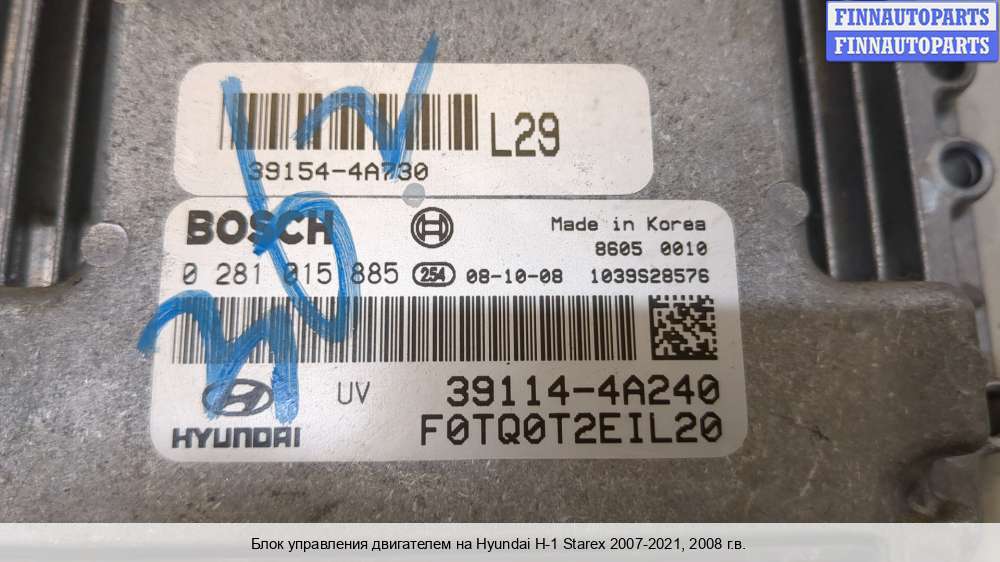 FINNAUTOPARTS
FINNAUTOPARTS
L29
39154-4A730
BOSCH
Made in Korea
8605 0010
0 281 015 885 254 08-10-08 1039S28576
UV 39114-4A240
HYUNDAI F0TQ0T2EIL20
Блок управления двигателем на Hyundai H-1 Starex 2007-2021, 2008 г.в.